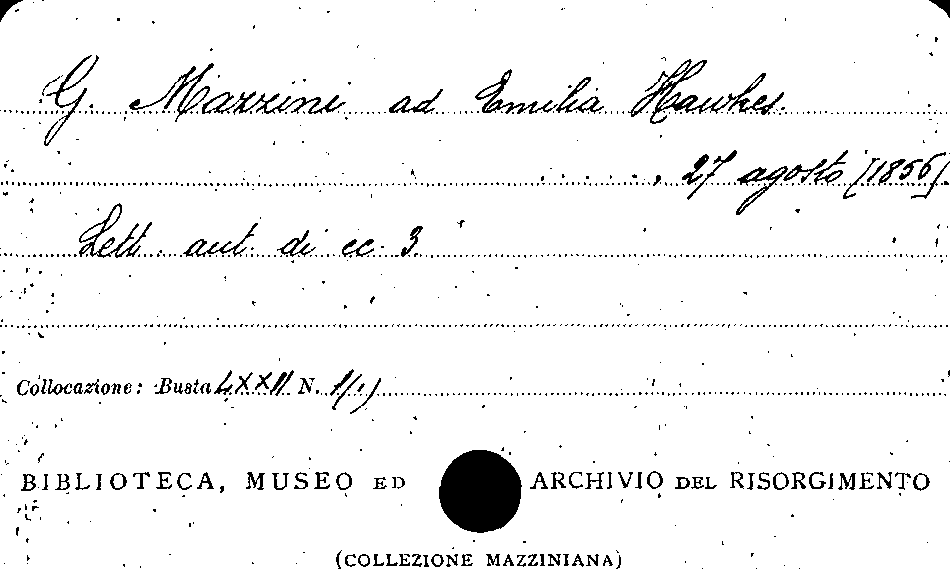 G. Mazzini ad Emilia Hawkes.
......, 27 agosto [1856].
Lett. aut. di cc. 3.
Collocazione: Busta LXXII N. 1/1)
BIBLIOTECA, MUSEO ED ARCHIVIO DEL RISORGIMENTO
(COLLEZIONE MAZZINIANA)